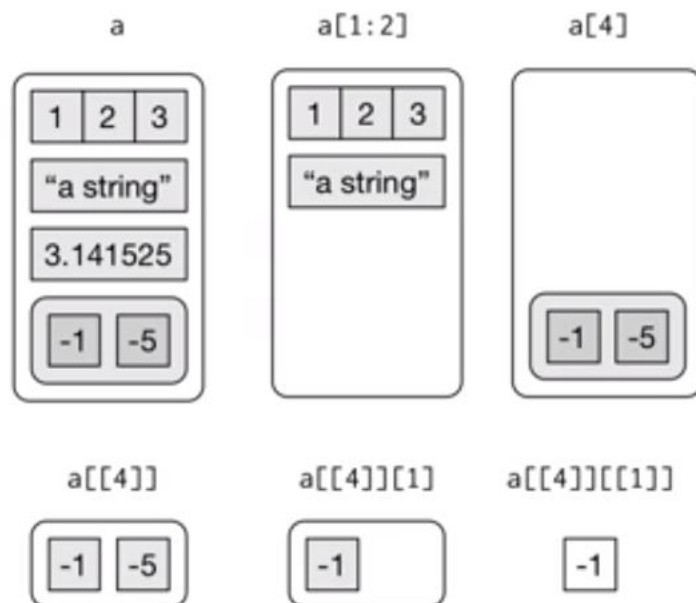 a a[1:2] a[4]
1 2 3 1 2 3
“a string” “a string”
3.141525
-1 -5 -1 -5
a[[4]] a[[4]][1] a[[4]][[1]]
-1 -5 -1 -1